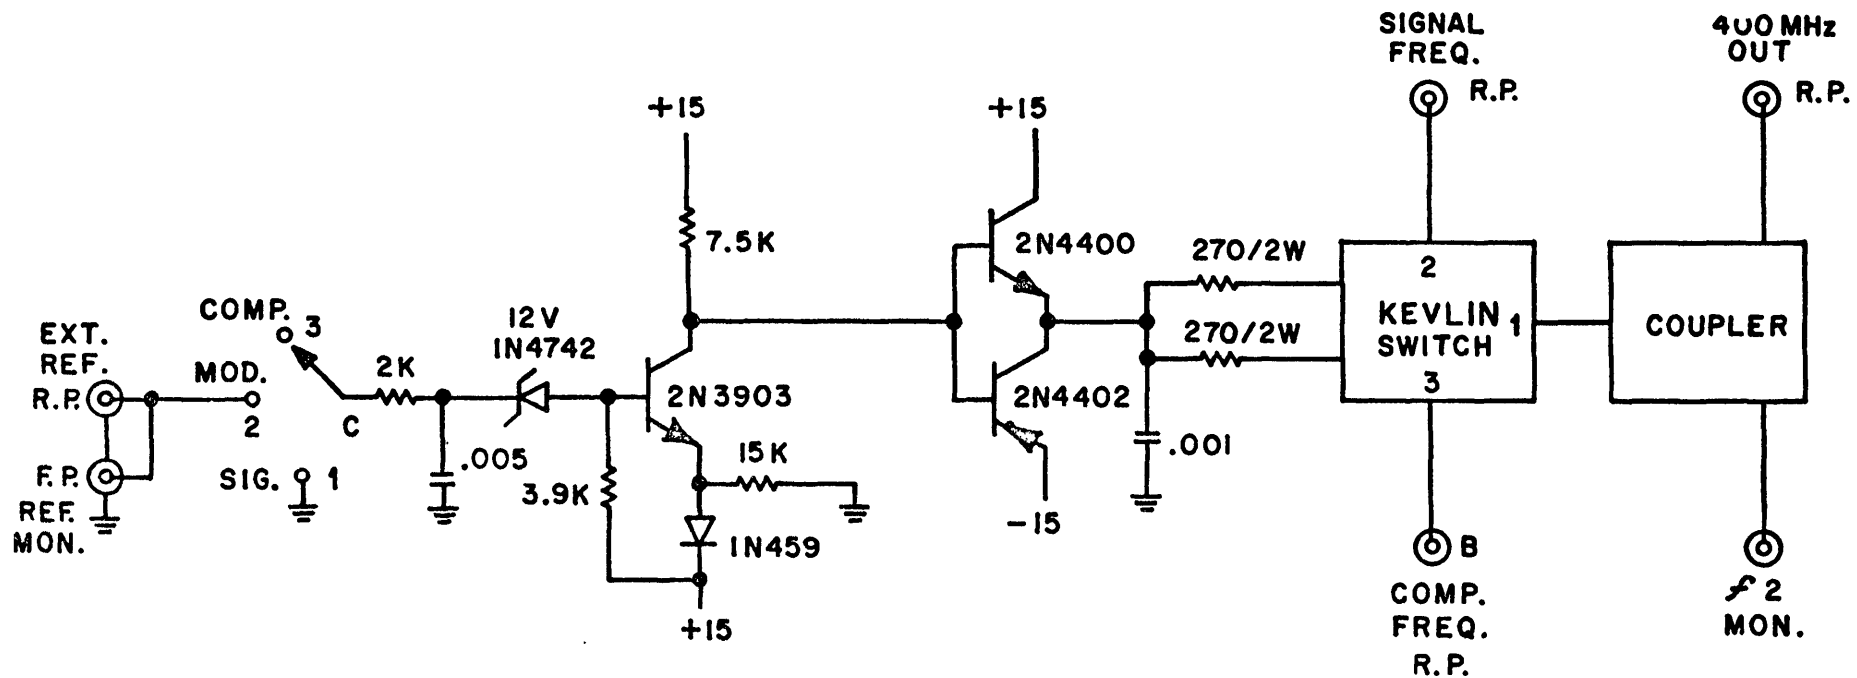 SIGNAL
FREQ.
R.P.
400 MHz
OUT
R.P.
+15
+15
7.5K
2N4400
270/2W
2
KEVLIN 1
SWITCH
3
COUPLER
COMP. 3
12V
1N4742
270/2W
EXT.
REF.
R.P.
MOD.
2
C
2K
2N3903
2N4402
F.P.
REF.
MON.
SIG. 1
.005
3.9K
15K
.001
1N459
-15
+15
B
COMP.
FREQ.
R.P.
f 2
MON.